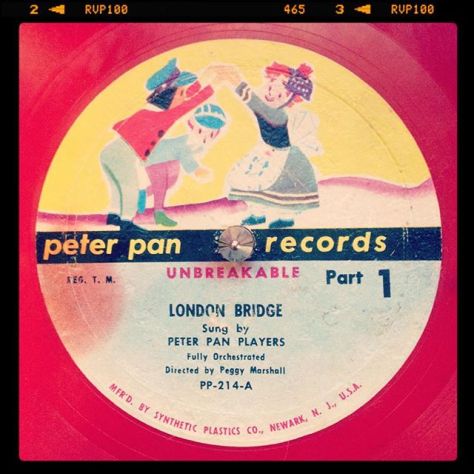 2 ◄ RVP100 465 3 ◄ RVP100
peter pan records
UNBREAKABLE
REG. T. M.
Part 1
LONDON BRIDGE
Sung by
PETER PAN PLAYERS
Fully Orchestrated
Directed by Peggy Marshall
PP-214-A
MFR'D. BY SYNTHETIC PLASTICS CO., NEWARK, N. J., U.S.A.